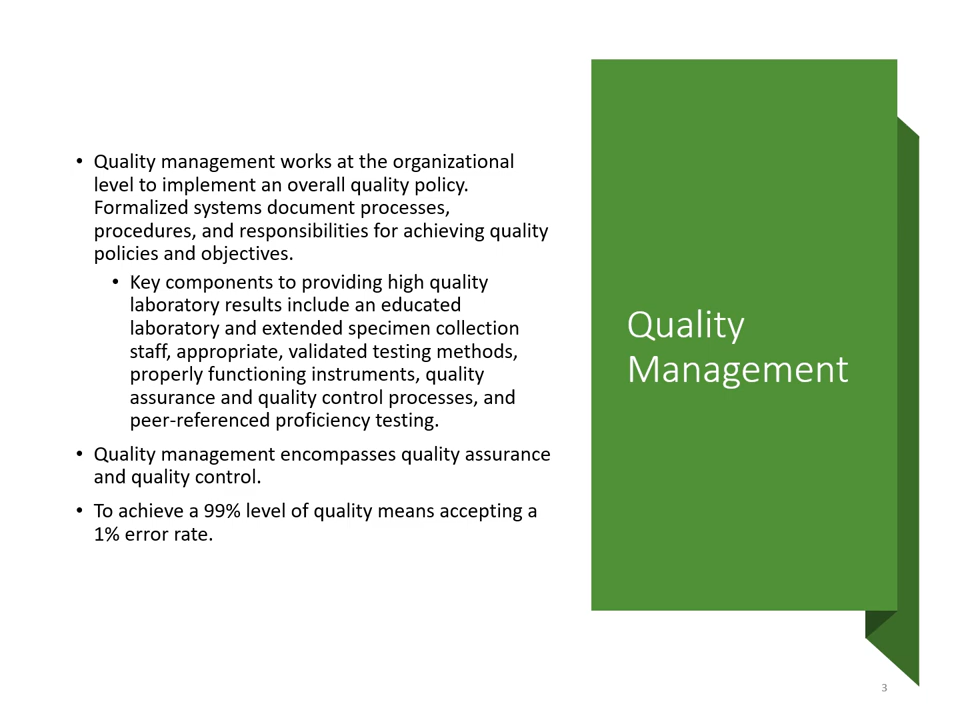 • Quality management works at the organizational
level to implement an overall quality policy.
Formalized systems document processes,
procedures, and responsibilities for achieving quality
policies and objectives.
• Key components to providing high quality
laboratory results include an educated
laboratory and extended specimen collection
staff, appropriate, validated testing methods,
properly functioning instruments, quality
assurance and quality control processes, and
peer-referenced proficiency testing.
• Quality management encompasses quality assurance
and quality control.
• To achieve a 99% level of quality means accepting a
1% error rate.
Quality
Management
3